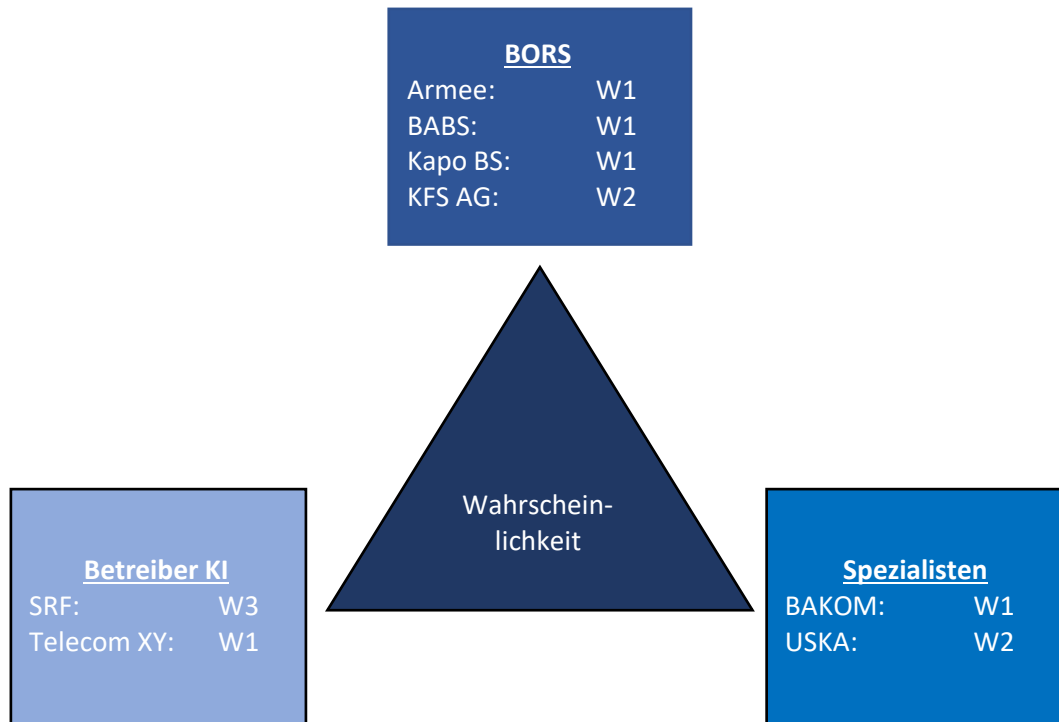 BORS
Armee: W1
BABS: W1
Kapo BS: W1
KFS AG: W2
Wahrschein-
lichkeit
Betreiber KI
SRF: W3
Telecom XY: W1
Spezialisten
BAKOM: W1
USKA: W2